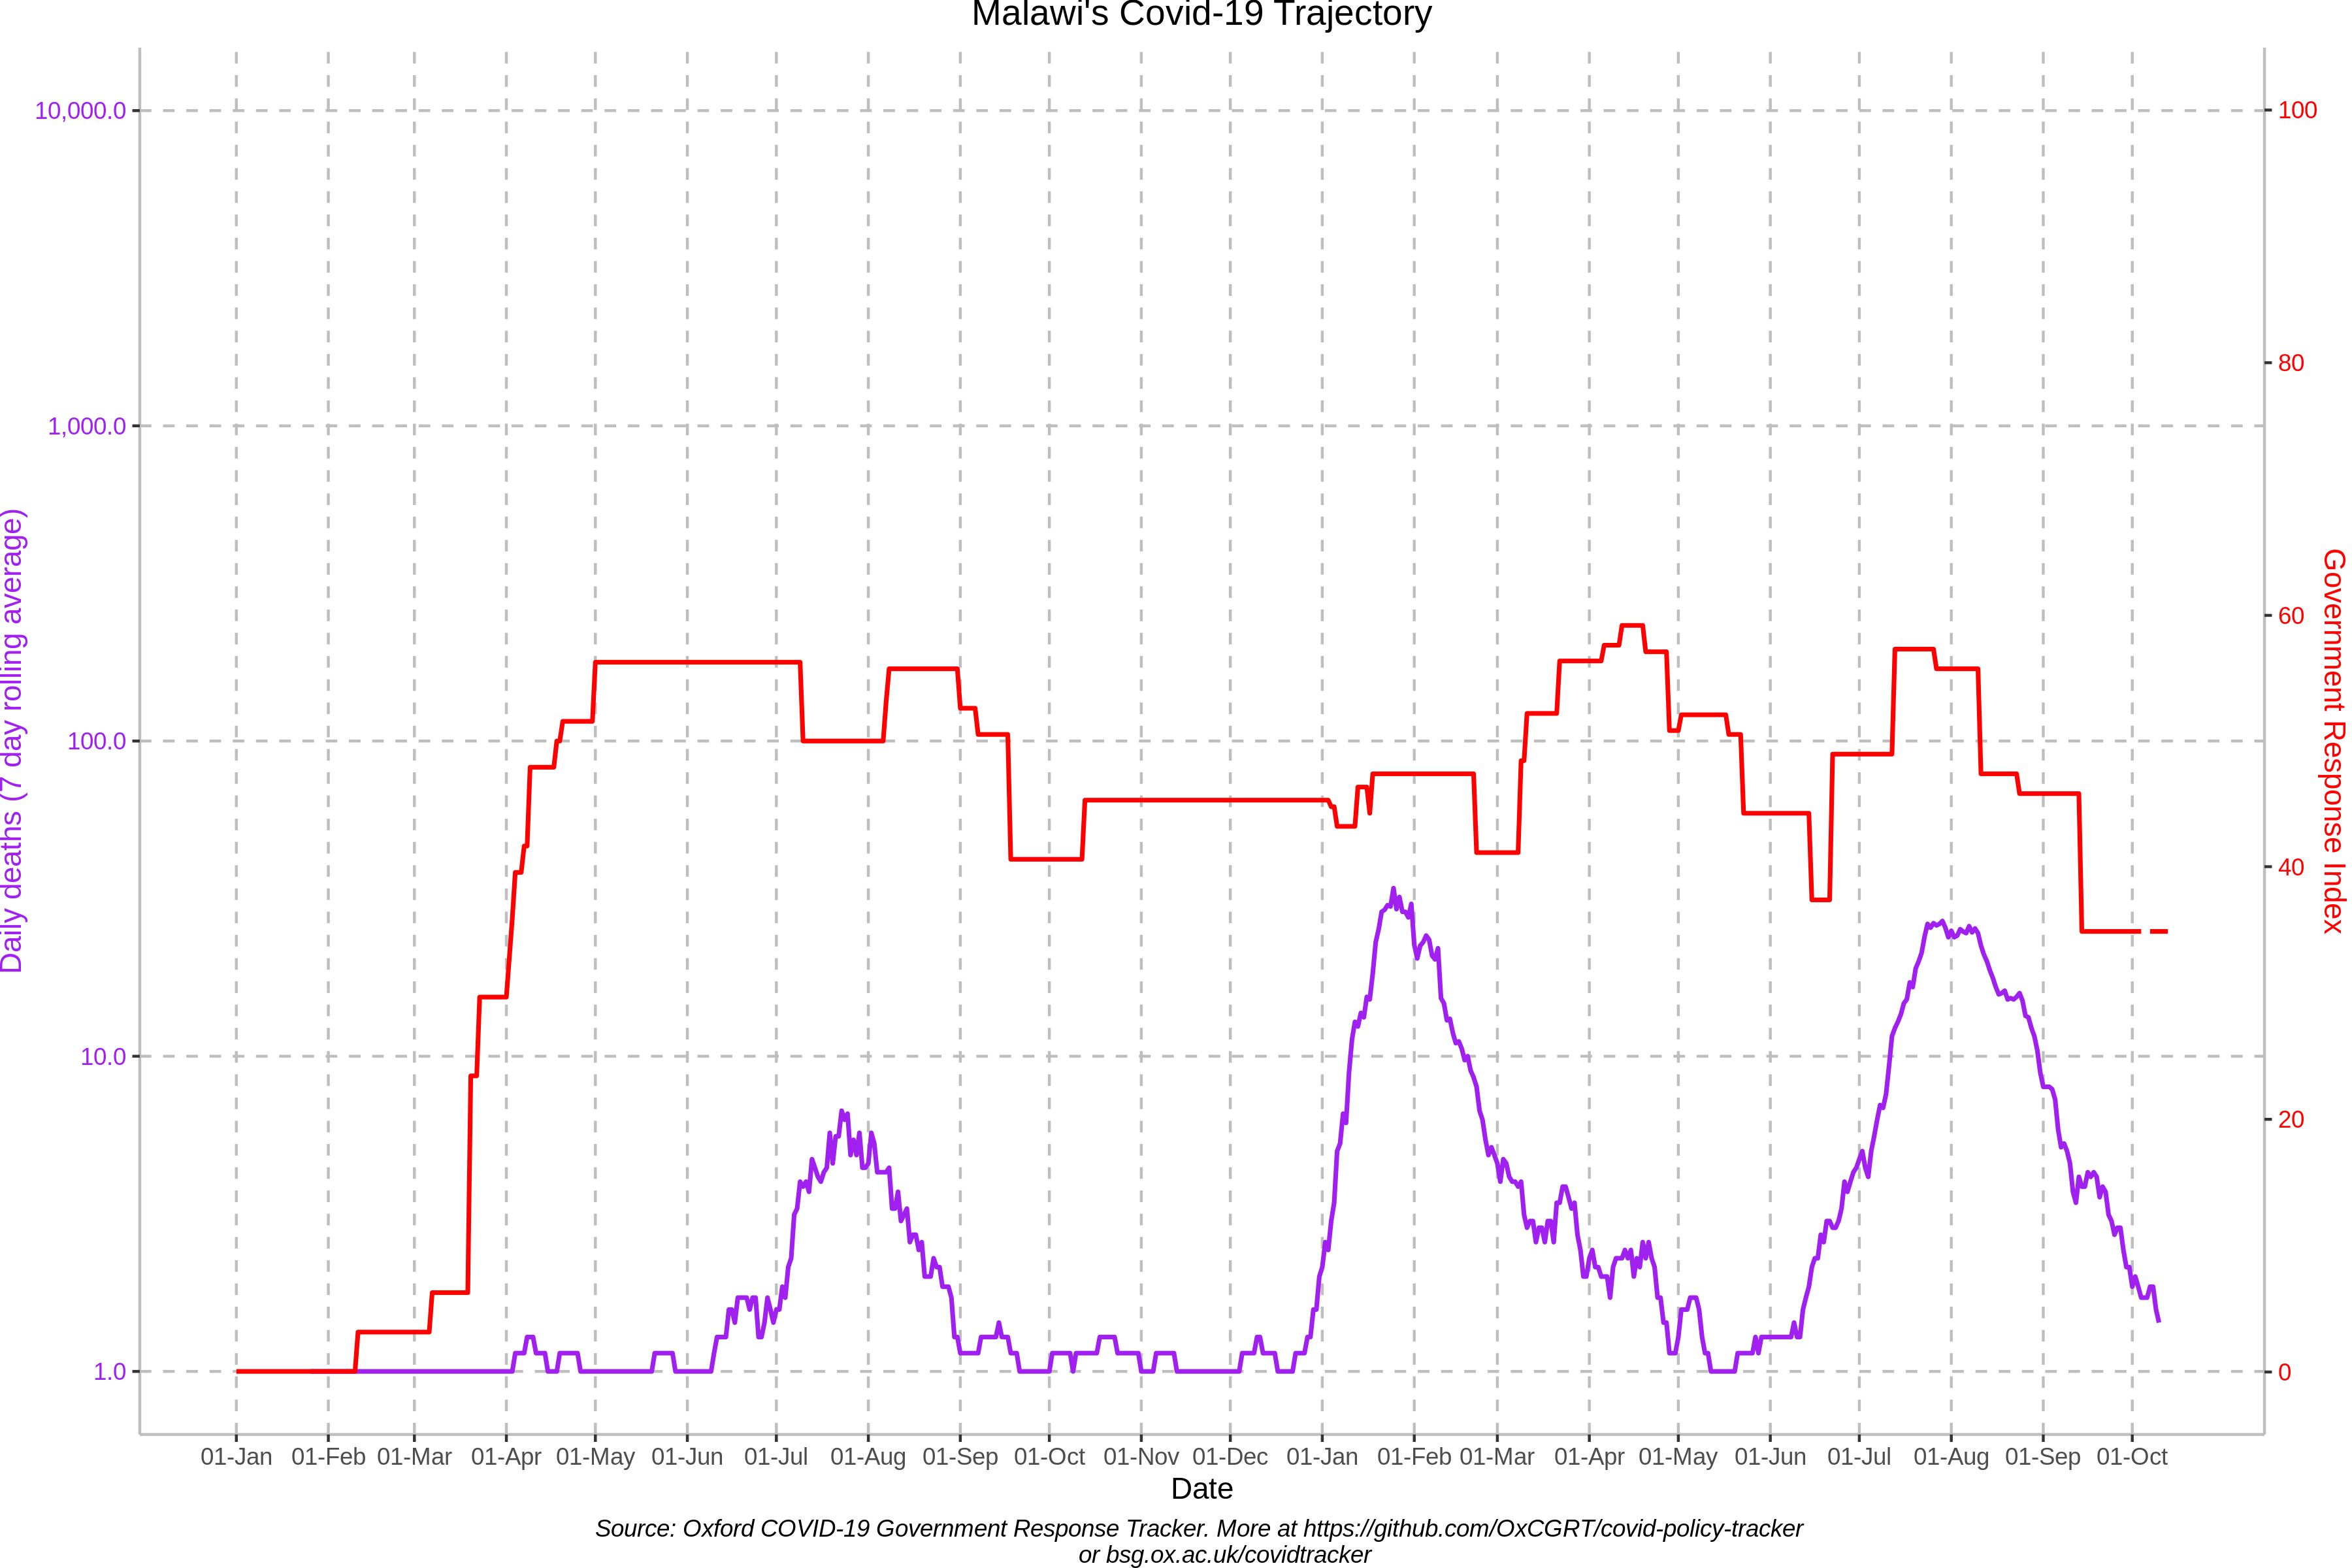 Malawi's Covid-19 Trajectory
10,000.0
1,000.0
100.0
10.0
1.0
Daily deaths (7 day rolling average)
100
80
60
40
20
0
Government Response Index
01-Jan 01-Feb 01-Mar 01-Apr 01-May 01-Jun 01-Jul 01-Aug 01-Sep 01-Oct 01-Nov 01-Dec 01-Jan 01-Feb 01-Mar 01-Apr 01-May 01-Jun 01-Jul 01-Aug 01-Sep 01-Oct
Date
Source: Oxford COVID-19 Government Response Tracker. More at https://github.com/OxCGRT/covid-policy-tracker
or bsg.ox.ac.uk/covidtracker